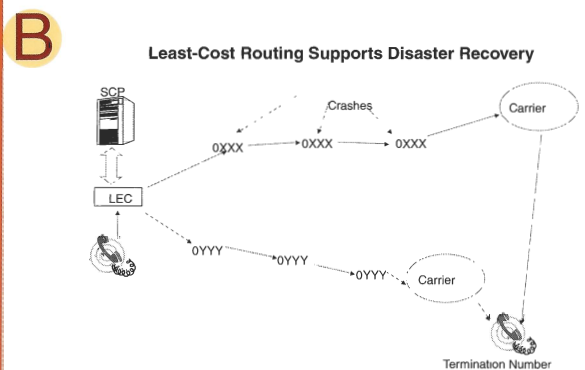 B
Least-Cost Routing Supports Disaster Recovery
SCP
Crashes
Carrier
0XXX
0XXX
0XXX
LEC
0YYY
0YYY
0YYY
Carrier
Termination Number